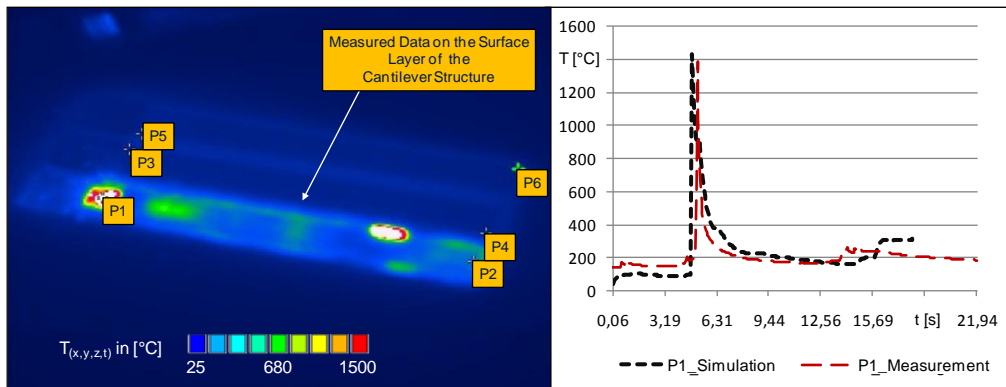 Measured Data on the Surface
Layer of the
Cantilever Structure
P5
P3
P1
P6
P4
P2
T(x,y,z,t) in [°C]
25
680
1500
1600
T [°C]
1400
1200
1000
800
600
400
200
0
0,06
3,19
6,31
9,44
12,56
15,69
t [s]
21,94
P1_Simulation
P1_Measurement